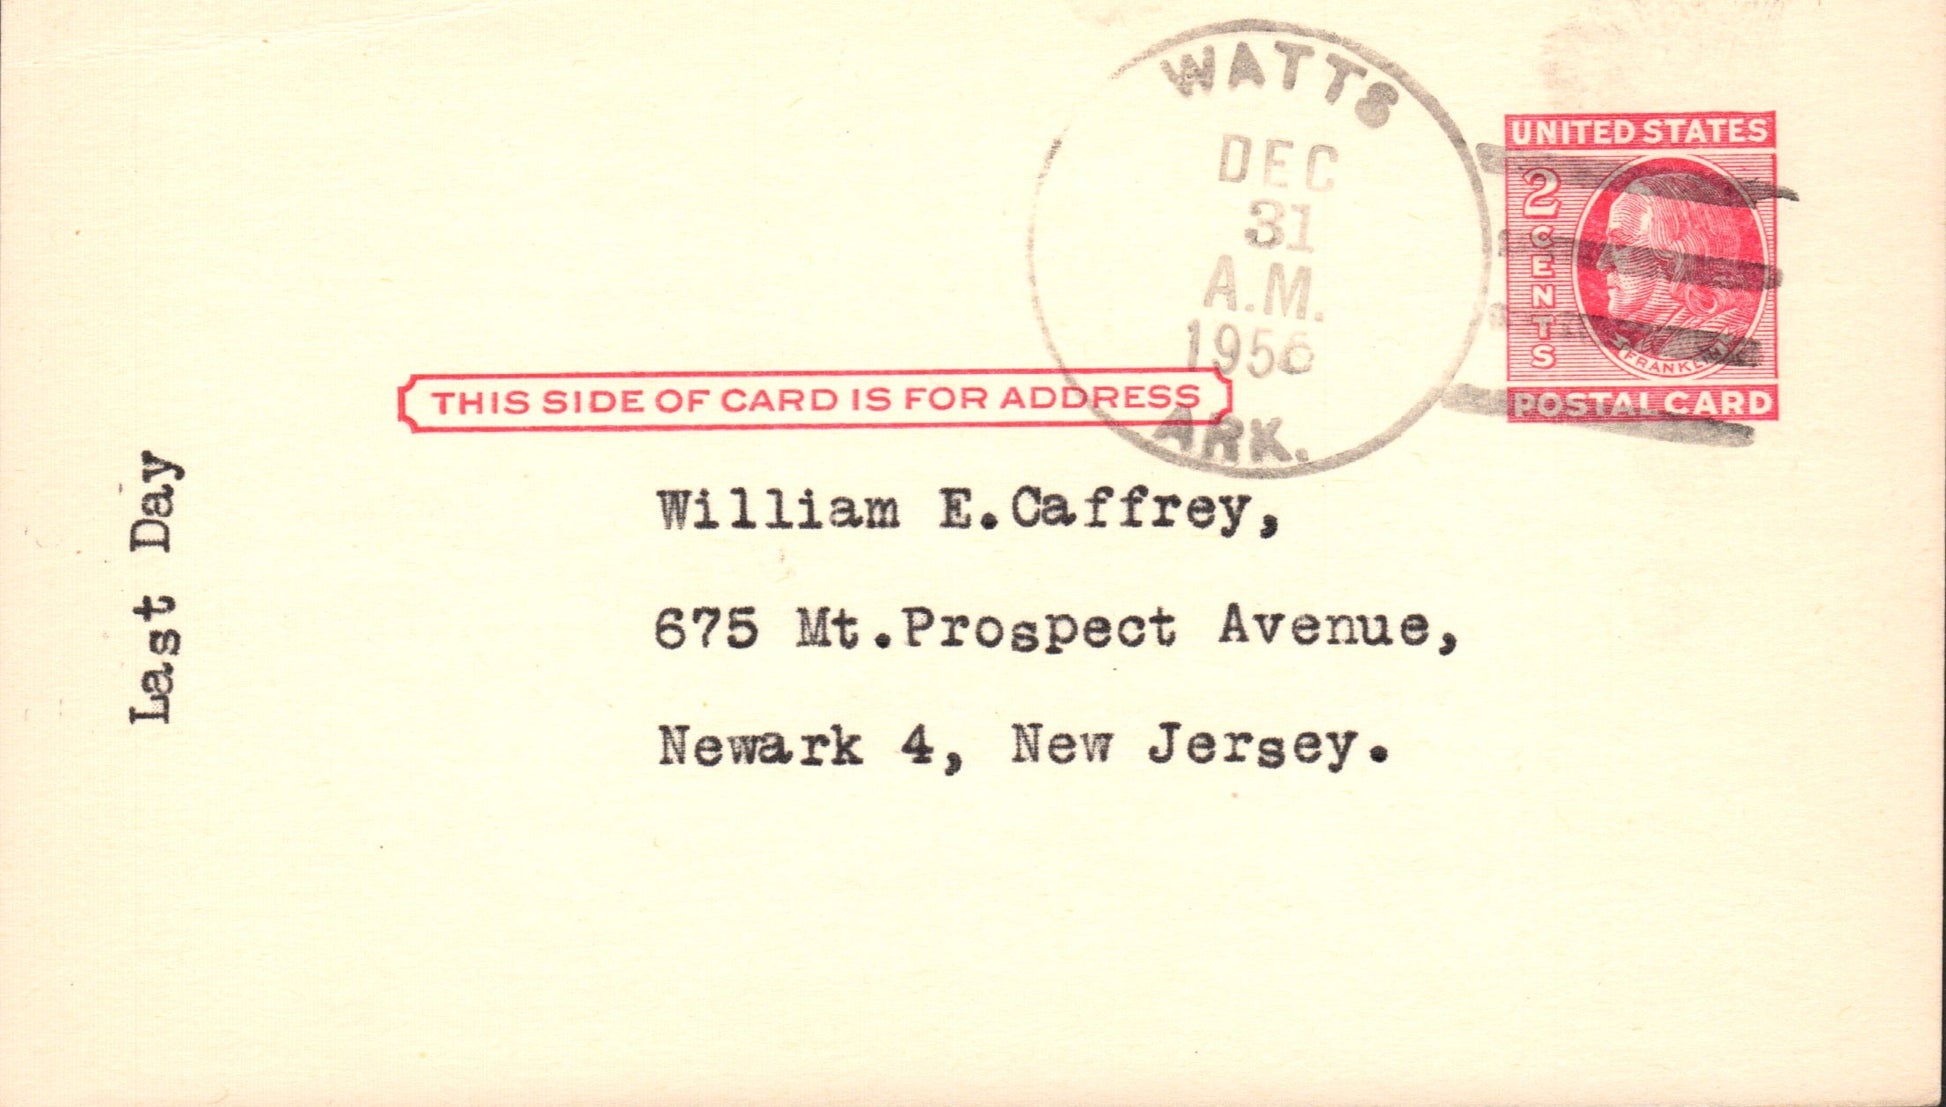 WATTS
DEC
31
A.M.
1956
ARK.
UNITED STATES
2 CENTS
FRANKLIN
POSTAL CARD
THIS SIDE OF CARD IS FOR ADDRESS
Last Day
William E.Caffrey,
675 Mt.Prospect Avenue,
Newark 4, New Jersey.